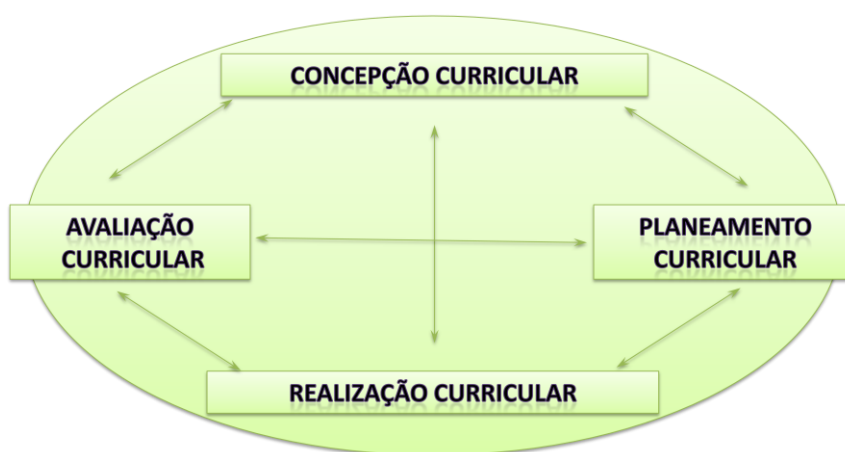 CONCEPÇÃO CURRICULAR
AVALIAÇÃO
CURRICULAR
PLANEAMENTO
CURRICULAR
REALIZAÇÃO CURRICULAR